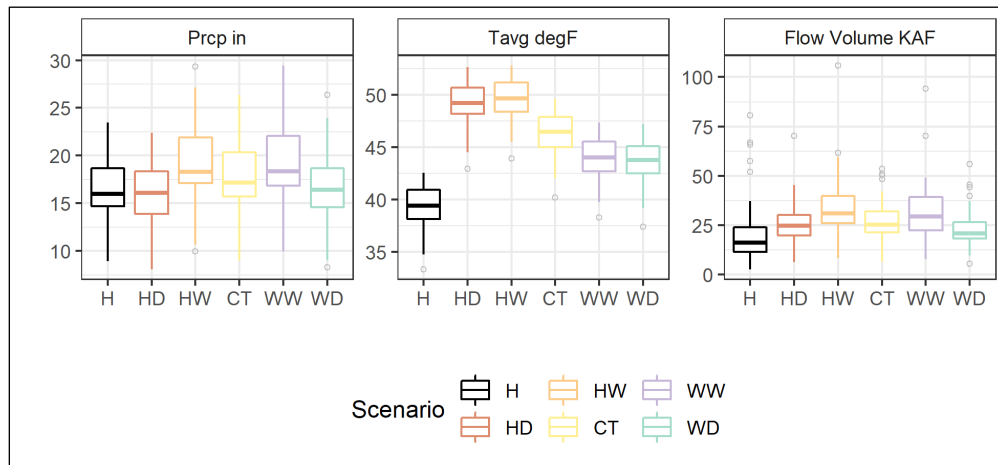 Prcp in
Tavg degF
Flow Volume KAF
30
25
20
15
10
50
45
40
35
100
75
50
25
0
H HD HW CT WW WD
H HD HW CT WW WD
H HD HW CT WW WD
Scenario
H HW WW
HD CT WD